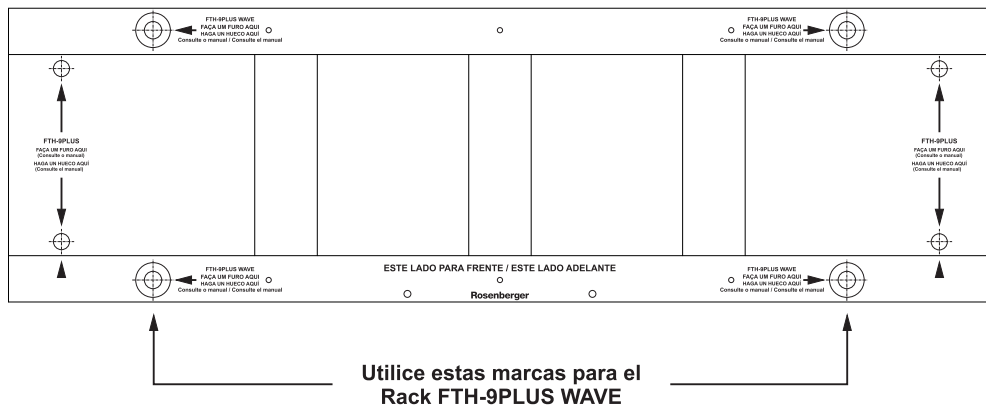 FTH-9PLUS WAVE
FAÇA UM FURO AQUI
HAGA UN HUECO AQUÍ
Consulte o manual / Consulte el manual
FTH-9PLUS WAVE
FAÇA UM FURO AQUI
HAGA UN HUECO AQUÍ
Consulte o manual / Consulte el manual
FTH-9PLUS
FAÇA UM FURO AQUI
(Consulte o manual)
HAGA UN HUECO AQUÍ
(Consulte el manual)
FTH-9PLUS
FAÇA UM FURO AQUI
(Consulte o manual)
HAGA UN HUECO AQUÍ
(Consulte el manual)
FTH-9PLUS WAVE
FAÇA UM FURO AQUI
HAGA UN HUECO AQUÍ
Consulte o manual / Consulte el manual
ESTE LADO PARA FRENTE / ESTE LADO ADELANTE
Rosenberger
FTH-9PLUS WAVE
FAÇA UM FURO AQUI
HAGA UN HUECO AQUÍ
Consulte o manual / Consulte el manual
Utilice estas marcas para el
Rack FTH-9PLUS WAVE